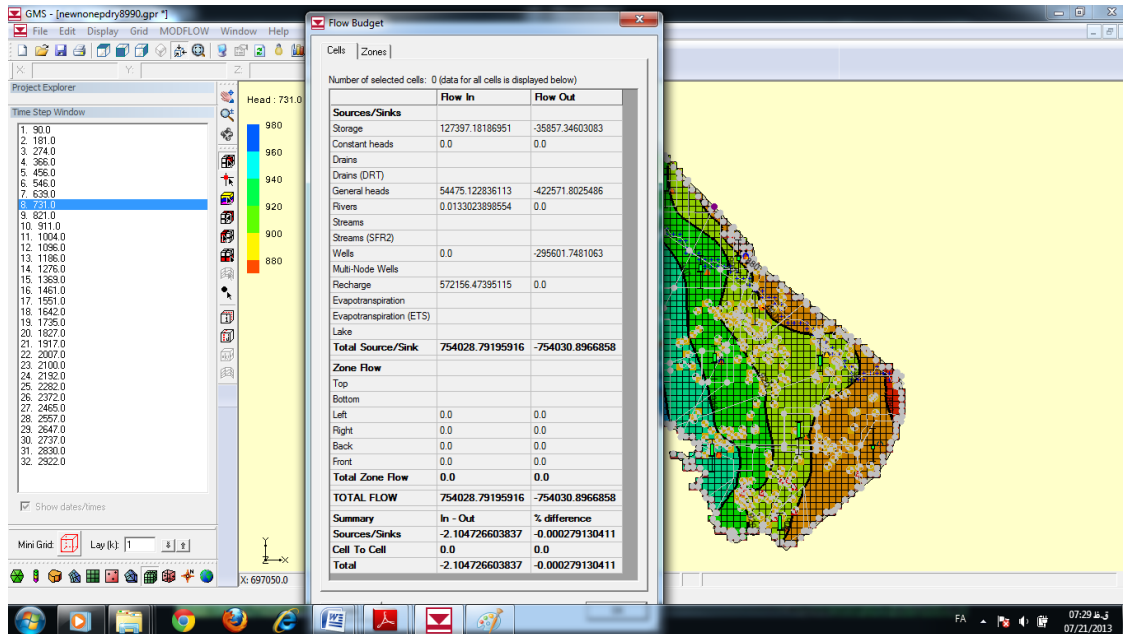 GMS - [newnonepdry8990.gpr *]
File Edit Display Grid MODFLOW Window Help
X: Y: Z
Project Explorer
Time Step Window
1. 90.0
2. 181.0
3. 274.0
4. 366.0
5. 456.0
6. 546.0
7. 639.0
8. 731.0
9. 821.0
10. 911.0
11. 1004.0
12. 1096.0
13. 1186.0
14. 1276.0
15. 1369.0
16. 1461.0
17. 1551.0
18. 1642.0
19. 1735.0
20. 1827.0
21. 1917.0
22. 2007.0
23. 2100.0
24. 2192.0
25. 2282.0
26. 2372.0
27. 2465.0
28. 2557.0
29. 2647.0
30. 2737.0
31. 2830.0
32. 2922.0
Show dates/times
Mini Grid: Lay (k): 1
Head : 731.0
980
960
940
920
900
880
Y
Z X
X: 697050.0
Flow Budget
Cells Zones
Number of selected cells: 0 (data for all cells is displayed below)
Flow In Flow Out
Sources/Sinks
Storage 127397.18186951 -35857.34603083
Constant heads 0.0 0.0
Drains
Drains (DRT)
General heads 54475.122836113 -422571.8025486
Rivers 0.0133023898554 0.0
Streams
Streams (SFR2)
Wells 0.0 -295601.7481063
Multi-Node Wells
Recharge 572156.47395115 0.0
Evapotranspiration
Evapotranspiration (ETS)
Lake
Total Source/Sink 754028.79195916 -754030.8966858
Zone Flow
Top
Bottom
Left 0.0 0.0
Right 0.0 0.0
Back 0.0 0.0
Front 0.0 0.0
Total Zone Flow 0.0 0.0
TOTAL FLOW 754028.79195916 -754030.8966858
Summary In - Out % difference
Sources/Sinks -2.104726603837 -0.000279130411
Cell To Cell 0.0 0.0
Total -2.104726603837 -0.000279130411
FA
07:29 ق.ظ
07/21/2013